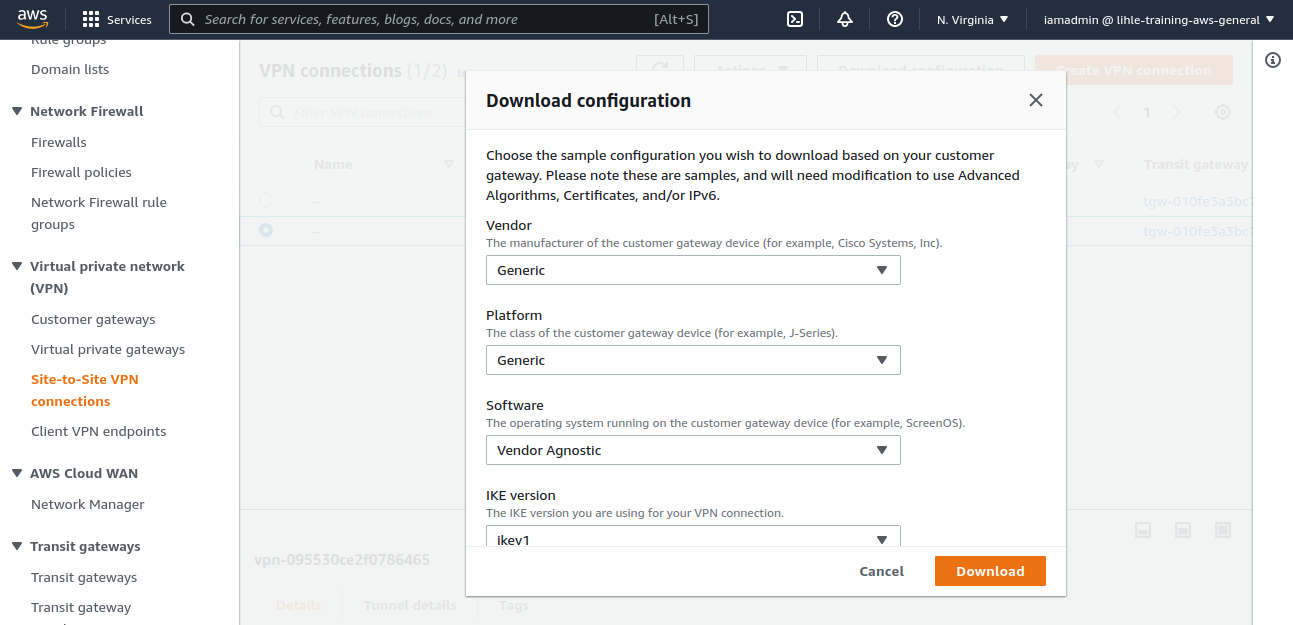 aws
Services
Search for services, features, blogs, docs, and more
[Alt+S]
N. Virginia
iamadmin @ lihle-training-aws-general
Rule groups
Domain lists
Network Firewall
Firewalls
Firewall policies
Network Firewall rule
groups
Virtual private network
(VPN)
Customer gateways
Virtual private gateways
Site-to-Site VPN
connections
Client VPN endpoints
AWS Cloud WAN
Network Manager
Transit gateways
Transit gateways
Transit gateway
VPN connections (1/2)
Actions
Download configuration
Create VPN connection
Filter VPN connections
1
Name
Transit gateway
–
tgw-010fe3a3bc
–
tgw-010fe3a3bc
Download configuration
Choose the sample configuration you wish to download based on your customer
gateway. Please note these are samples, and will need modification to use Advanced
Algorithms, Certificates, and/or IPv6.
Vendor
The manufacturer of the customer gateway device (for example, Cisco Systems, Inc).
Generic
Platform
The class of the customer gateway device (for example, J-Series).
Generic
Software
The operating system running on the customer gateway device (for example, ScreenOS).
Vendor Agnostic
IKE version
The IKE version you are using for your VPN connection.
ikev1
Cancel
Download
vpn-095530ce2f0786465
Details
Tunnel details
Tags